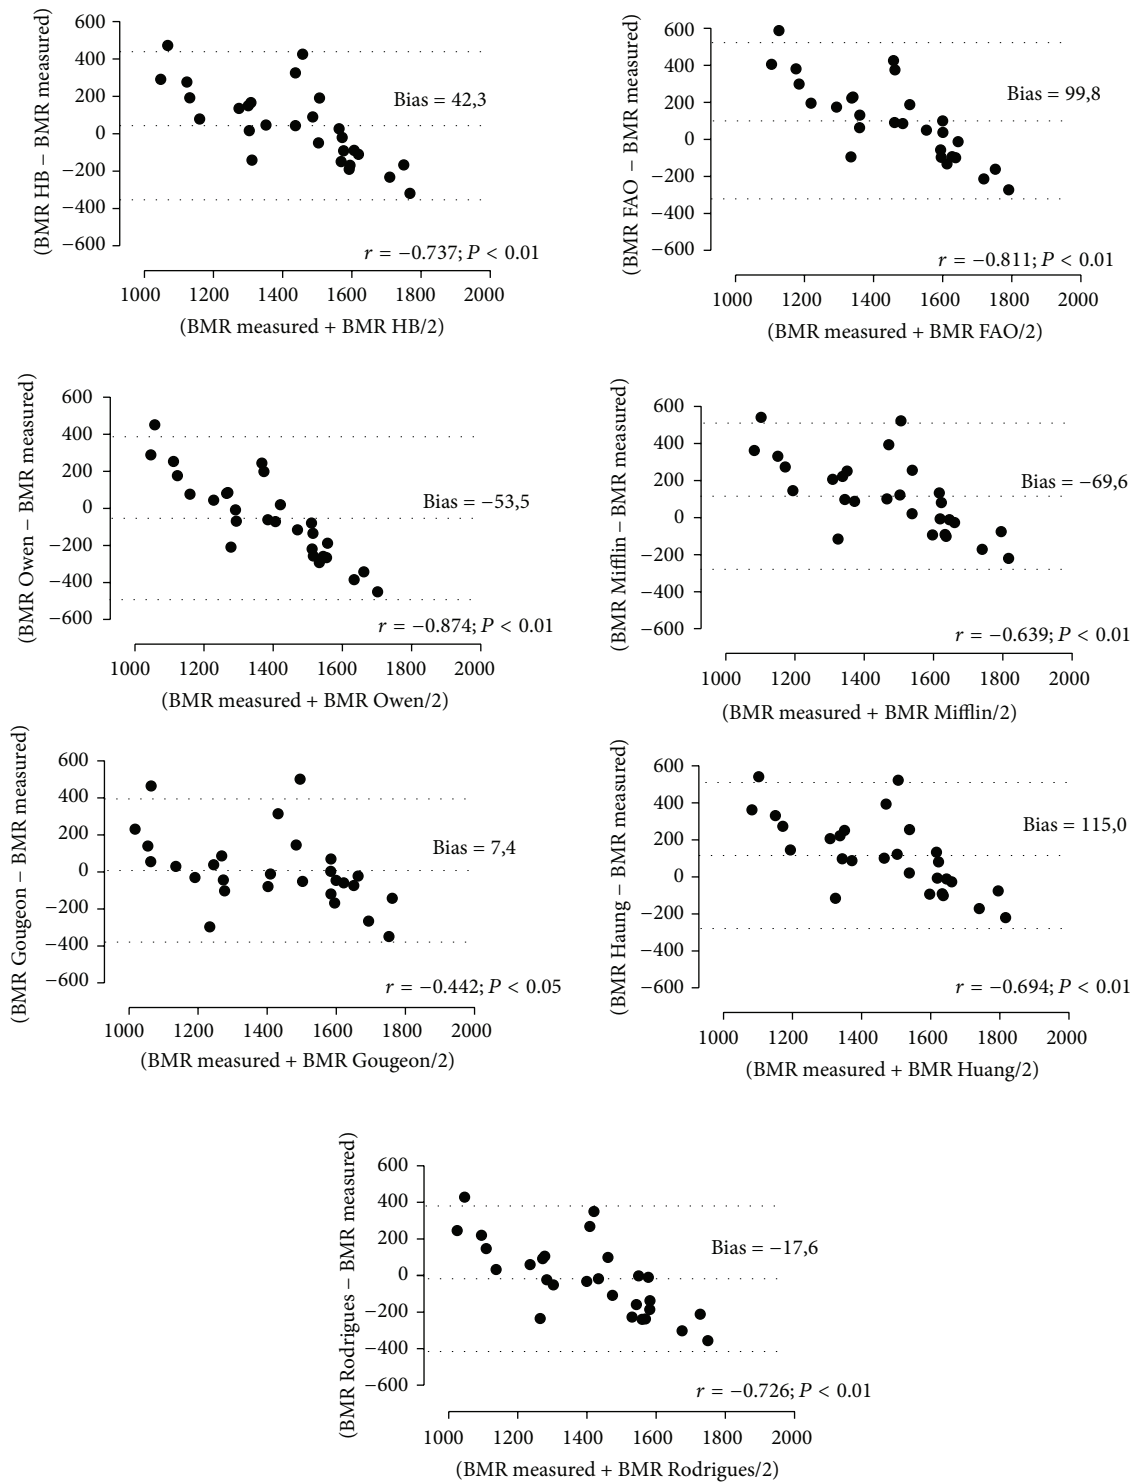 (BMR HB − BMR measured)
600
400
200
0
−200
−400
−600
Bias = 42,3
r = −0.737; P < 0.01
1000 1200 1400 1600 1800 2000
(BMR measured + BMR HB/2)
(BMR FAO − BMR measured)
600
400
200
0
−200
−400
−600
Bias = 99,8
r = −0.811; P < 0.01
1000 1200 1400 1600 1800 2000
(BMR measured + BMR FAO/2)
(BMR Owen − BMR measured)
600
400
200
0
−200
−400
−600
Bias = −53,5
r = −0.874; P < 0.01
1000 1200 1400 1600 1800 2000
(BMR measured + BMR Owen/2)
(BMR Mifflin − BMR measured)
600
400
200
0
−200
−400
−600
Bias = −69,6
r = −0.639; P < 0.01
1000 1200 1400 1600 1800 2000
(BMR measured + BMR Mifflin/2)
(BMR Gougeon − BMR measured)
600
400
200
0
−200
−400
−600
Bias = 7,4
r = −0.442; P < 0.05
1000 1200 1400 1600 1800 2000
(BMR measured + BMR Gougeon/2)
(BMR Haung − BMR measured)
600
400
200
0
−200
−400
−600
Bias = 115,0
r = −0.694; P < 0.01
1000 1200 1400 1600 1800 2000
(BMR measured + BMR Huang/2)
(BMR Rodrigues − BMR measured)
600
400
200
0
−200
−400
−600
Bias = −17,6
r = −0.726; P < 0.01
1000 1200 1400 1600 1800 2000
(BMR measured + BMR Rodrigues/2)